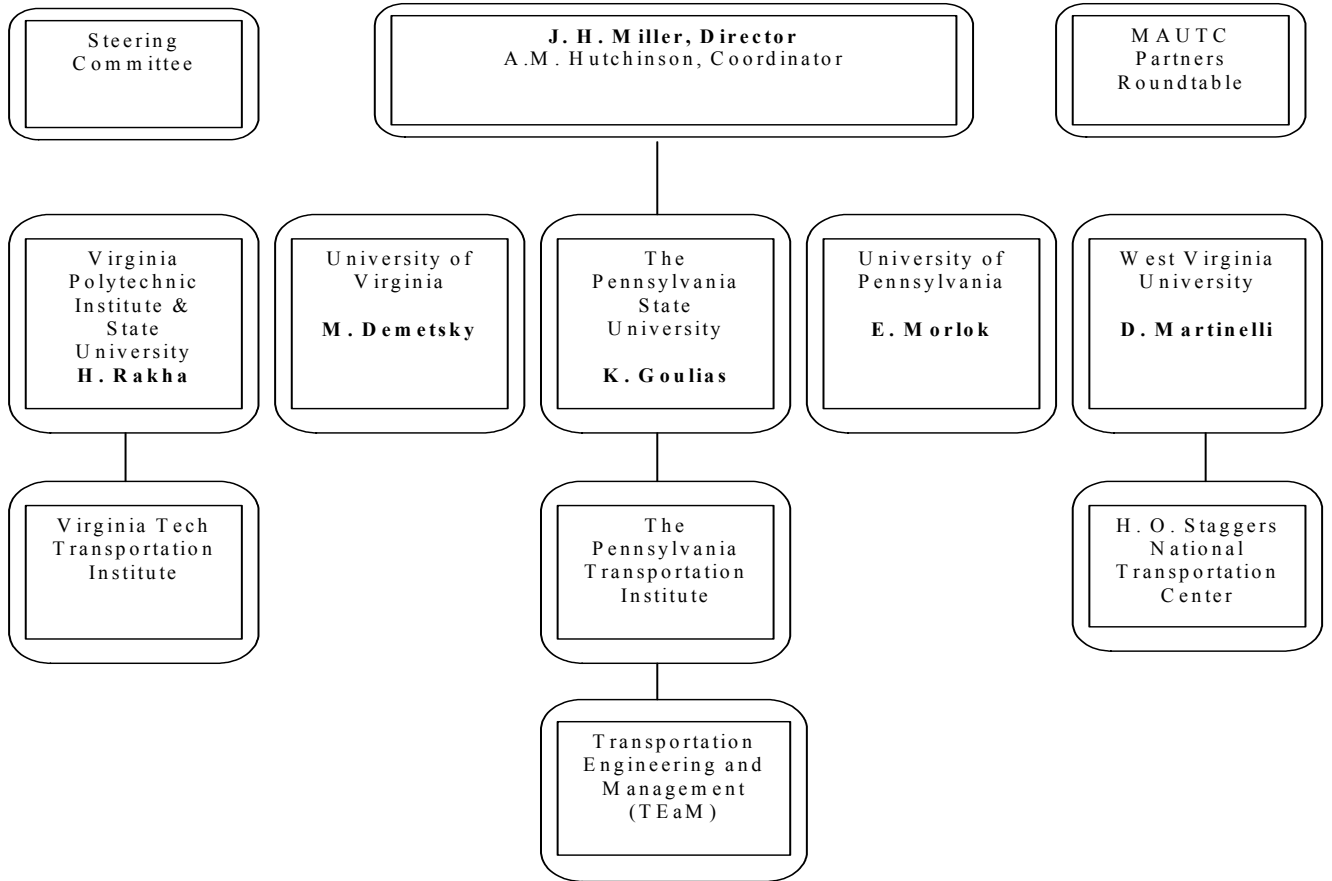 Steering
Committee
J. H. Miller, Director
A.M. Hutchinson, Coordinator
MAUTC
Partners
Roundtable
Virginia
Polytechnic
Institute &
State
University
H. Rakha
University of
Virginia
M. Demetsky
The
Pennsylvania
State
University
K. Goulias
University of
Pennsylvania
E. Morlok
West Virginia
University
D. Martinelli
Virginia Tech
Transportation
Institute
The
Pennsylvania
Transportation
Institute
H. O. Staggers
National
Transportation
Center
Transportation
Engineering and
Management
(TEaM)